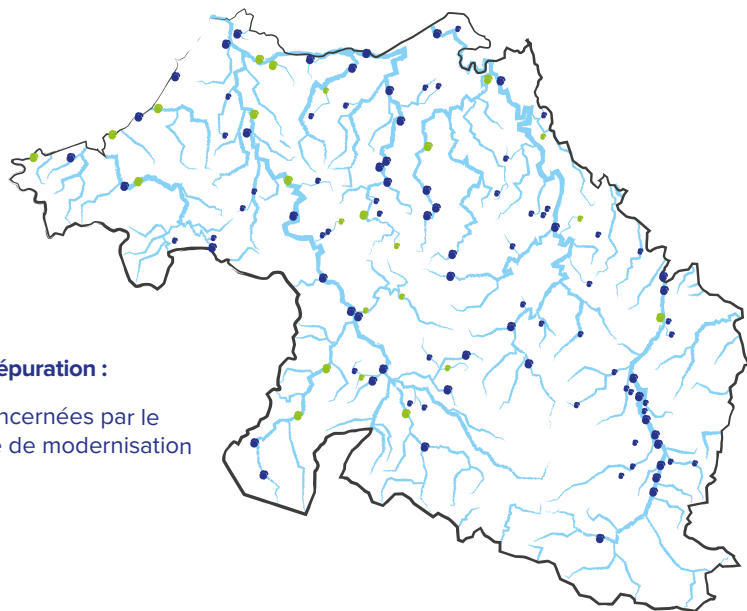 épuration :
ncernées par le
e de modernisation